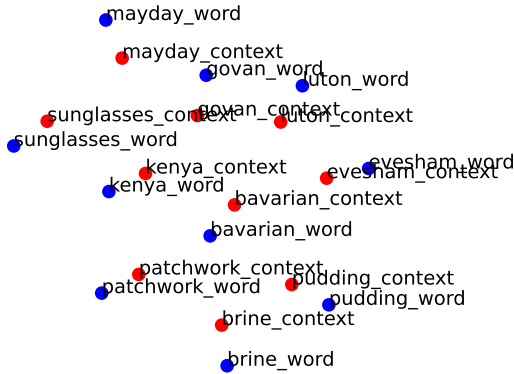 mayday_word
mayday_context
govan_word
luton_word
govan_context
sunglasses_context
luton_context
sunglasses_word
evesham_word
kenya_context
evesham_context
kenya_word
bavarian_context
bavarian_word
patchwork_context
pudding_context
patchwork_word
pudding_word
brine_context
brine_word